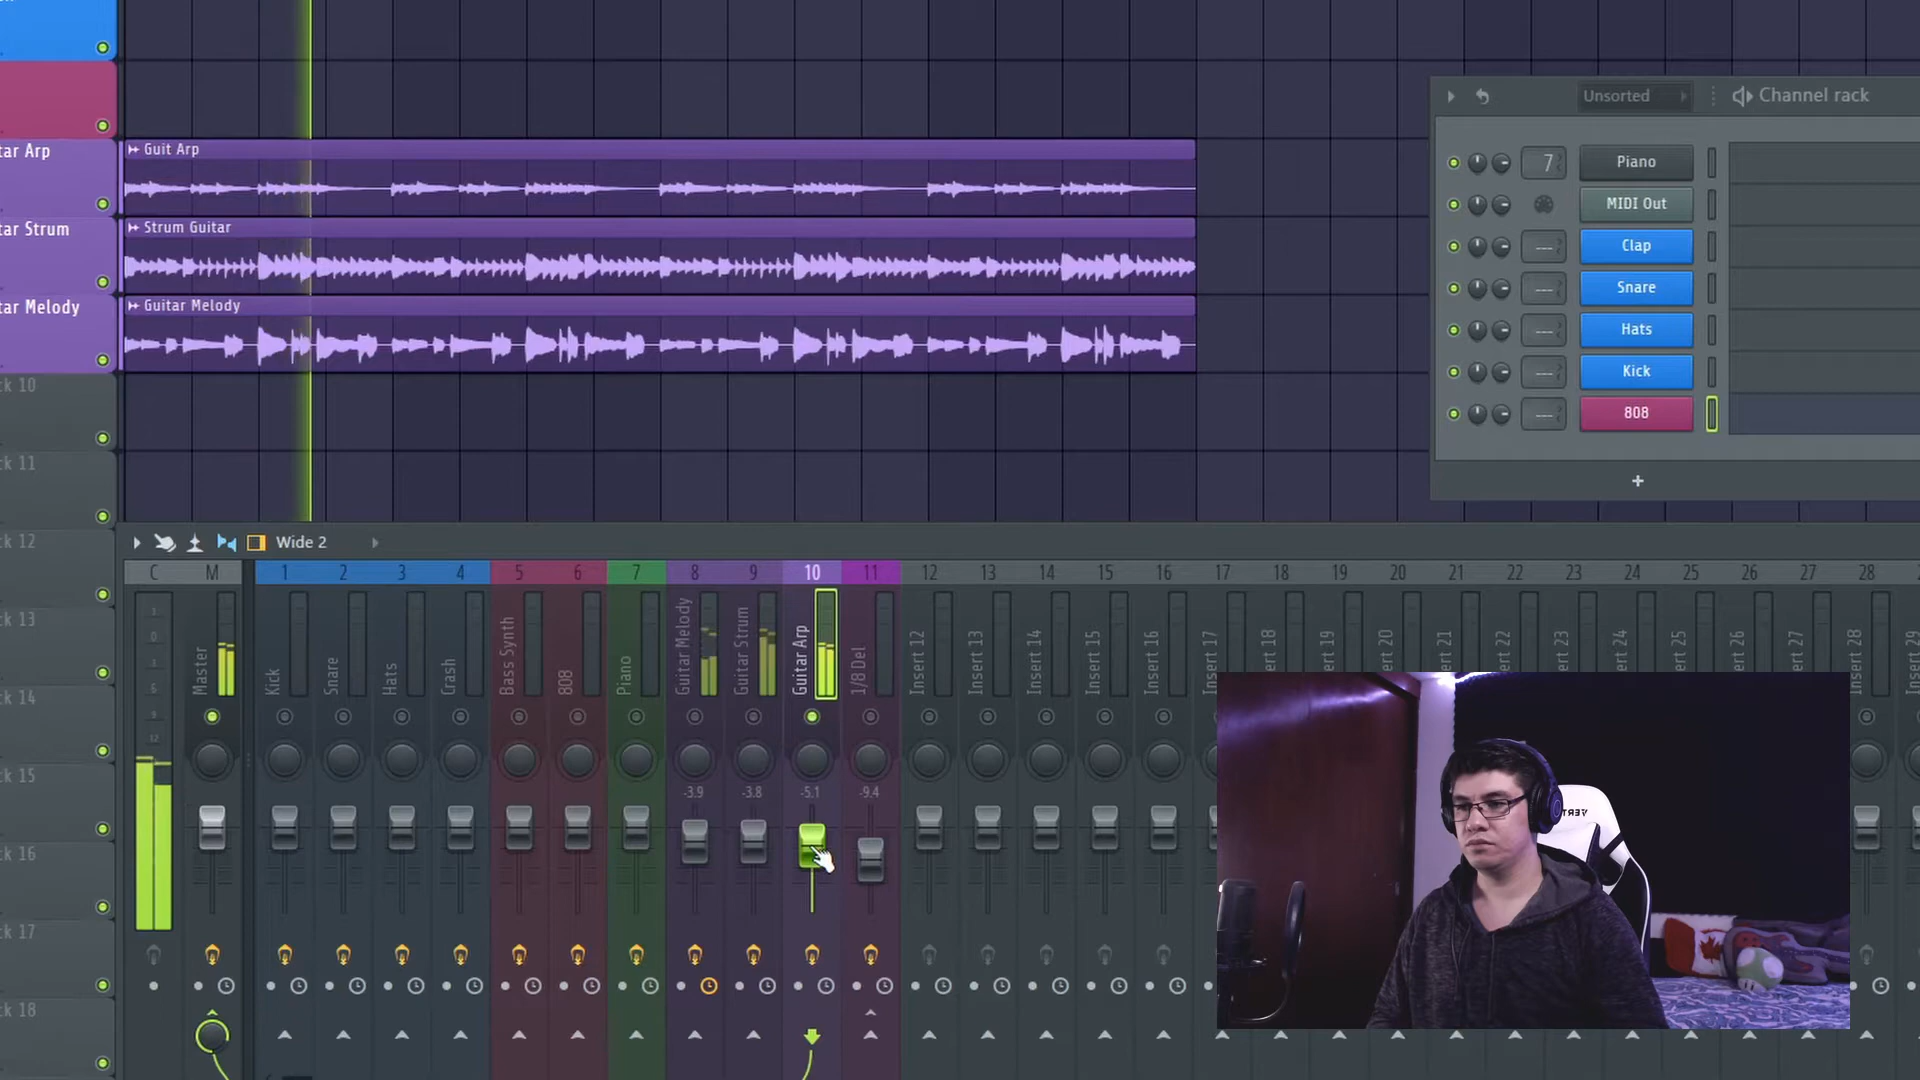 tar Arp
Guit Arp
tar Strum
Strum Guitar
tar Melody
Guitar Melody
ck 10
ck 11
ck 12
ck 13
ck 14
ck 15
ck 16
ck 17
ck 18
Unsorted
Channel rack
7
Piano
MIDI Out
---
Clap
---
Snare
---
Hats
---
Kick
---
808
+
Wide 2
C M 1 2 3 4 5 6 7 8 9 10 11 12 13 14 15 16 17 18 19 20 21 22 23 24 25 26 27 28 29
3
0
3
6
9
12
Master
Kick
Snare
Hats
Crash
Bass Synth
808
Piano
Guitar Melody
Guitar Strum
Guitar Arp
1/8 Del
Insert 12
Insert 13
Insert 14
Insert 15
Insert 16
ert 17
ert 18
ert 19
ert 20
ert 21
ert 22
ert 23
ert 24
ert 25
ert 26
ert 27
ert 28
29
-3.9 -3.8 -5.1 -9.4